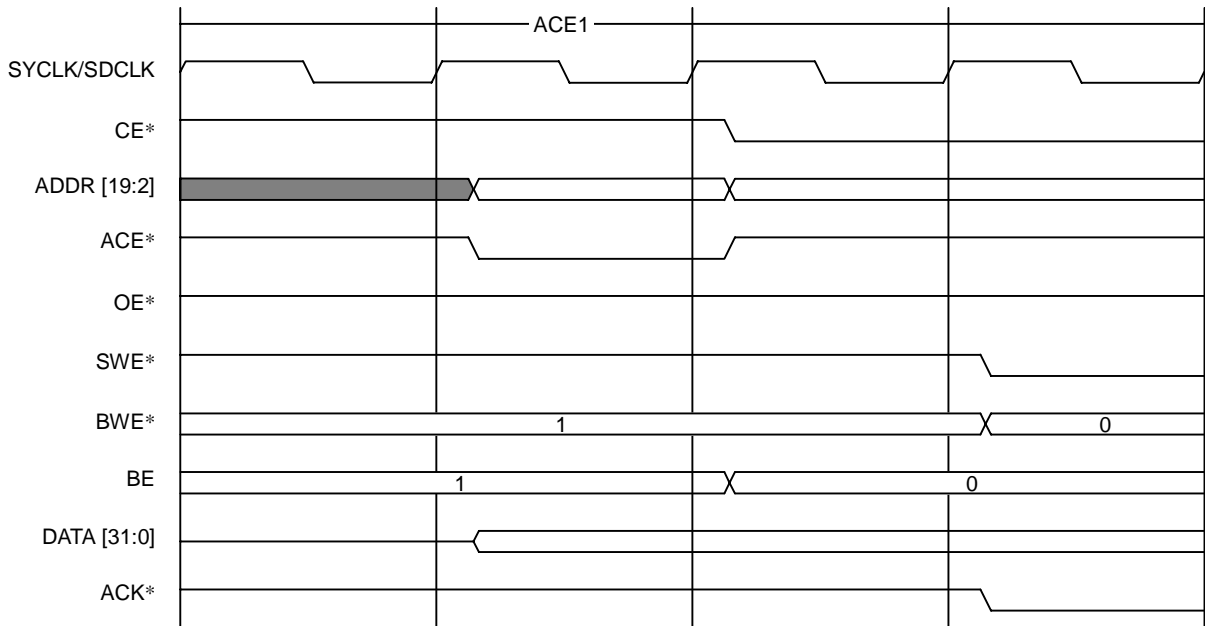 ACE1
SYCLK/SDCLK
CE*
ADDR [19:2]
ACE*
OE*
SWE*
BWE* 1 0
BE 1 0
DATA [31:0]
ACK*